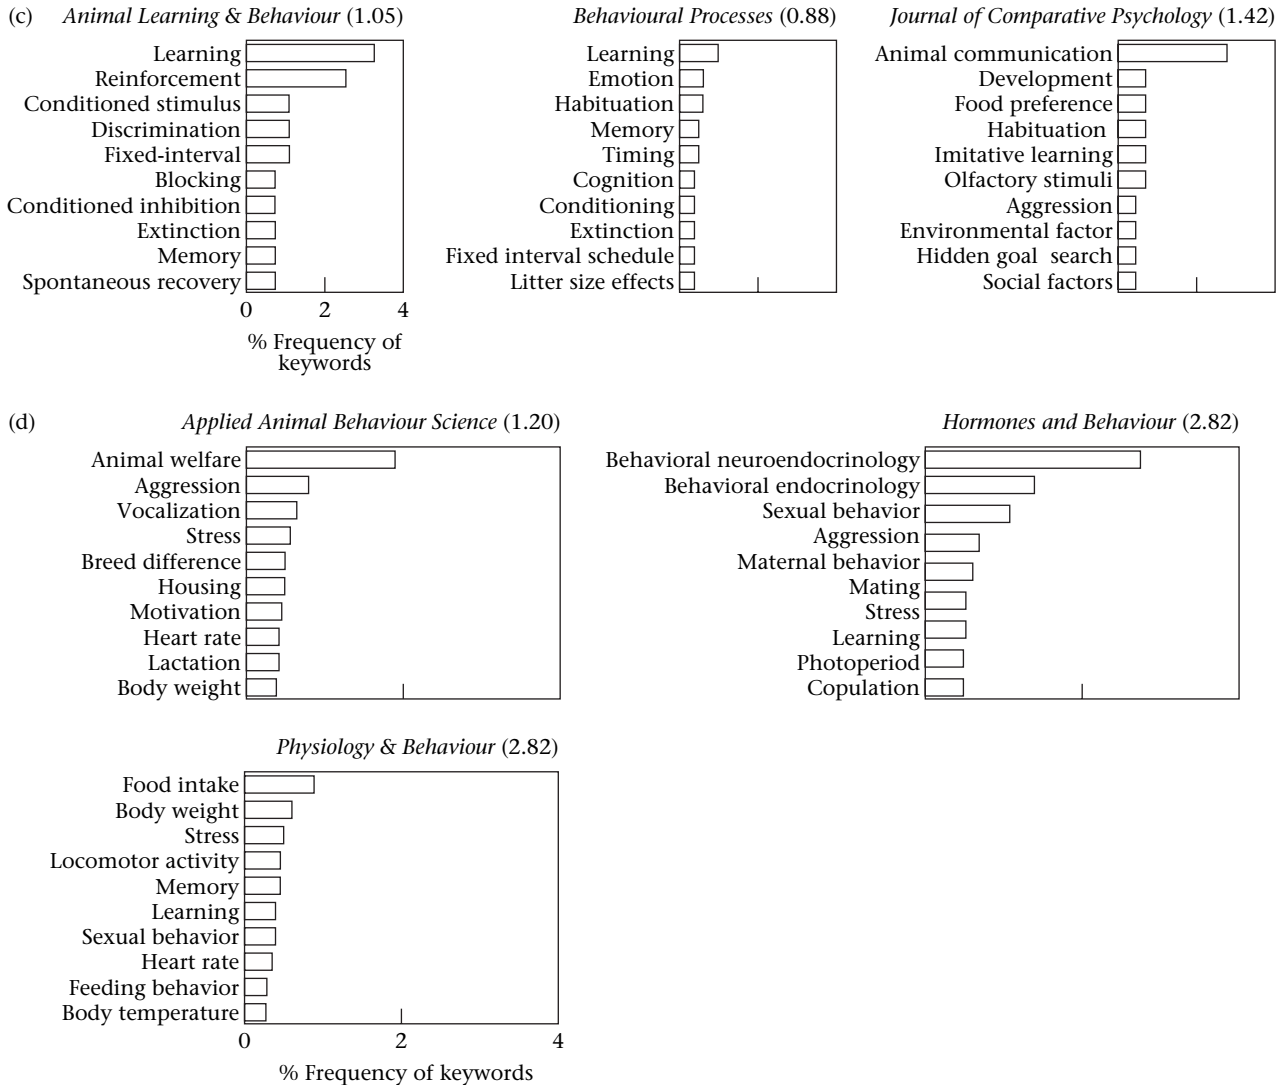 (c)
Animal Learning & Behaviour (1.05)
Learning
Reinforcement
Conditioned stimulus
Discrimination
Fixed-interval
Blocking
Conditioned inhibition
Extinction
Memory
Spontaneous recovery
0 2 4
% Frequency of
keywords
Behavioural Processes (0.88)
Learning
Emotion
Habituation
Memory
Timing
Cognition
Conditioning
Extinction
Fixed interval schedule
Litter size effects
Journal of Comparative Psychology (1.42)
Animal communication
Development
Food preference
Habituation
Imitative learning
Olfactory stimuli
Aggression
Environmental factor
Hidden goal search
Social factors
(d)
Applied Animal Behaviour Science (1.20)
Animal welfare
Aggression
Vocalization
Stress
Breed difference
Housing
Motivation
Heart rate
Lactation
Body weight
Hormones and Behaviour (2.82)
Behavioral neuroendocrinology
Behavioral endocrinology
Sexual behavior
Aggression
Maternal behavior
Mating
Stress
Learning
Photoperiod
Copulation
Physiology & Behaviour (2.82)
Food intake
Body weight
Stress
Locomotor activity
Memory
Learning
Sexual behavior
Heart rate
Feeding behavior
Body temperature
0 2 4
% Frequency of keywords